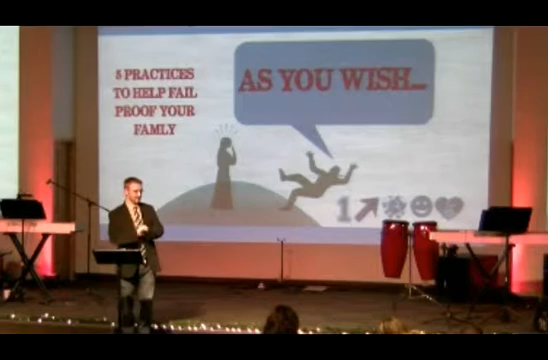 5 PRACTICES
TO HELP FAIL
PROOF YOUR
FAMLY
AS YOU WISH...
1